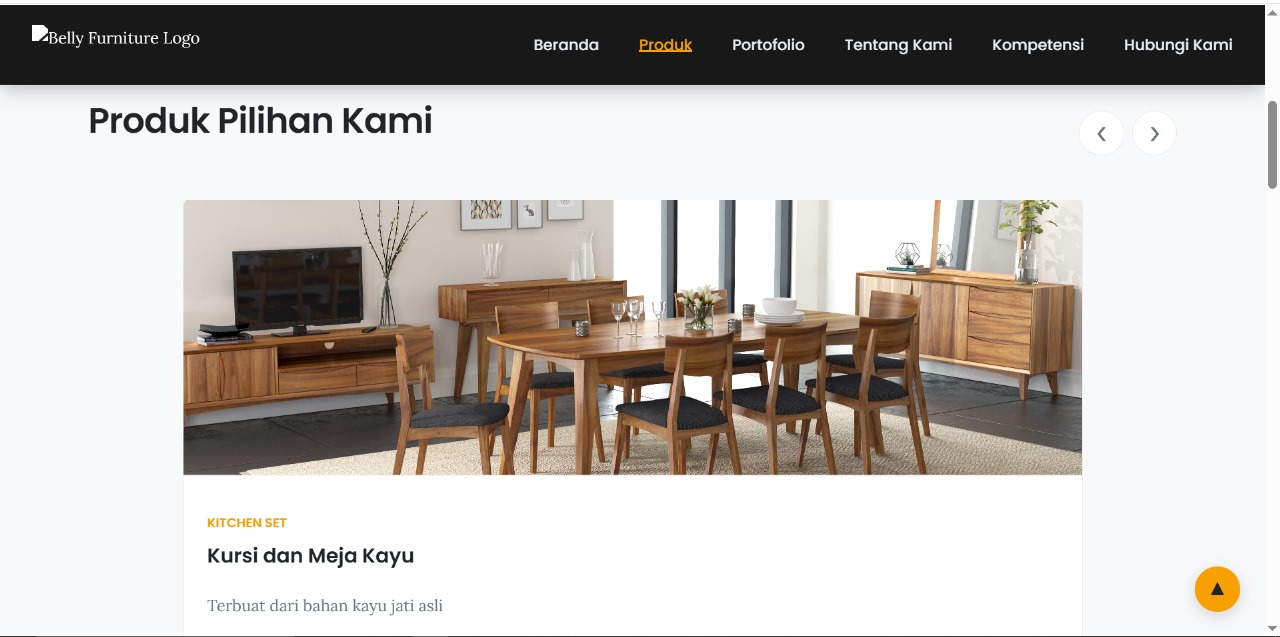 Belly Furniture Logo
Beranda Produk Portofolio Tentang Kami Kompetensi Hubungi Kami
Produk Pilihan Kami
KITCHEN SET
Kursi dan Meja Kayu
Terbuat dari bahan kayu jati asli